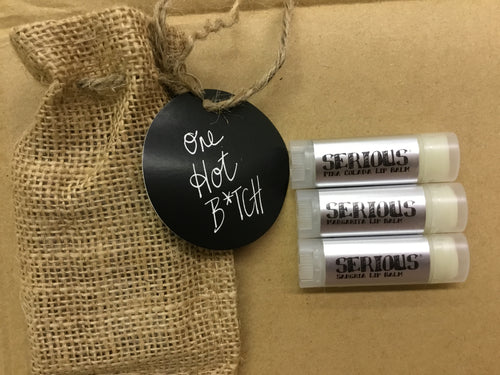 One
Hot
B*TCH
SERIOUS
PINA COLADA LIP BALM
SERIOUS
MARGARITA LIP BALM
SERIOUS
SANGRIA LIP BALM